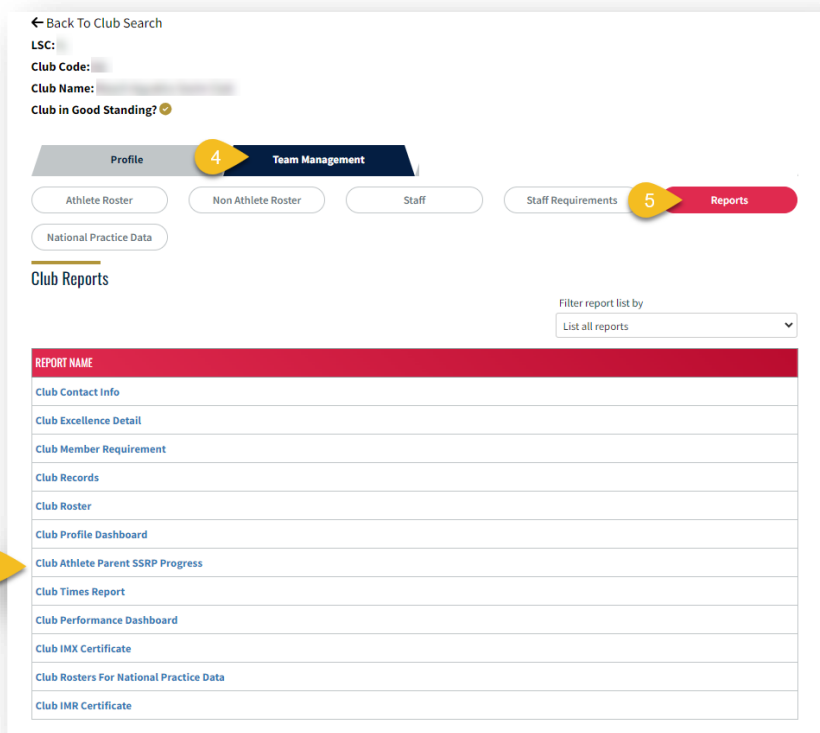 Back To Club Search
LSC:
Club Code:
Club Name:
Club in Good Standing?
Profile 4 Team Management
Athlete Roster Non Athlete Roster Staff Staff Requirements 5 Reports
National Practice Data
Club Reports
Filter report list by
List all reports
REPORT NAME
Club Contact Info
Club Excellence Detail
Club Member Requirement
Club Records
Club Roster
Club Profile Dashboard
Club Athlete Parent SSRP Progress
Club Times Report
Club Performance Dashboard
Club IMX Certificate
Club Rosters For National Practice Data
Club IMR Certificate